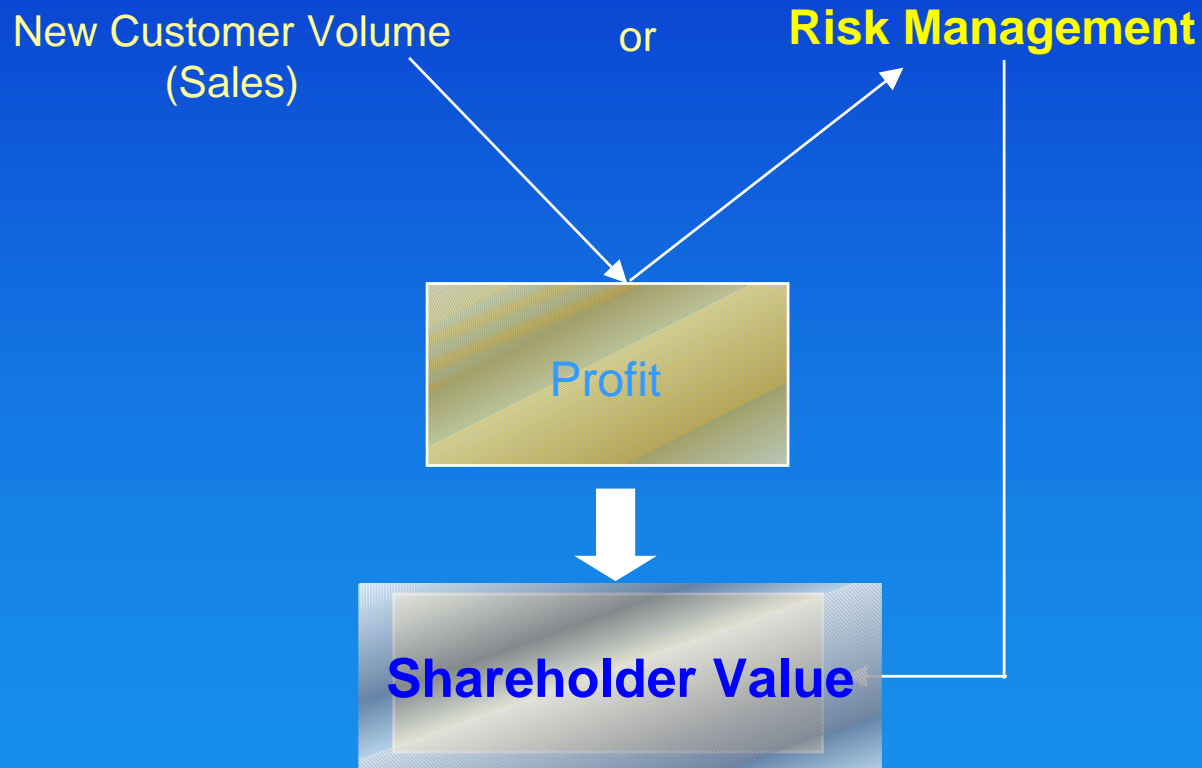 New Customer Volume
(Sales)
or
Risk Management
Profit
Shareholder Value